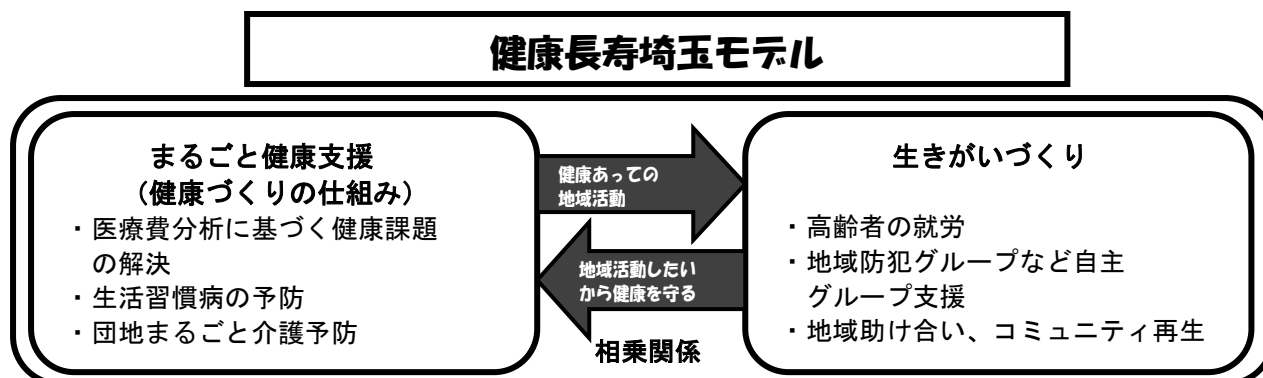 健康長寿埼玉モデル
まるごと健康支援
（健康づくりの仕組み）
・医療費分析に基づく健康課題
の解決
・生活習慣病の予防
・団地まるごと介護予防
健康あっての
地域活動
地域活動したい
から健康を守る
相乗関係
生きがいづくり
・高齢者の就労
・地域防犯グループなど自主
グループ支援
・地域助け合い、コミュニティ再生